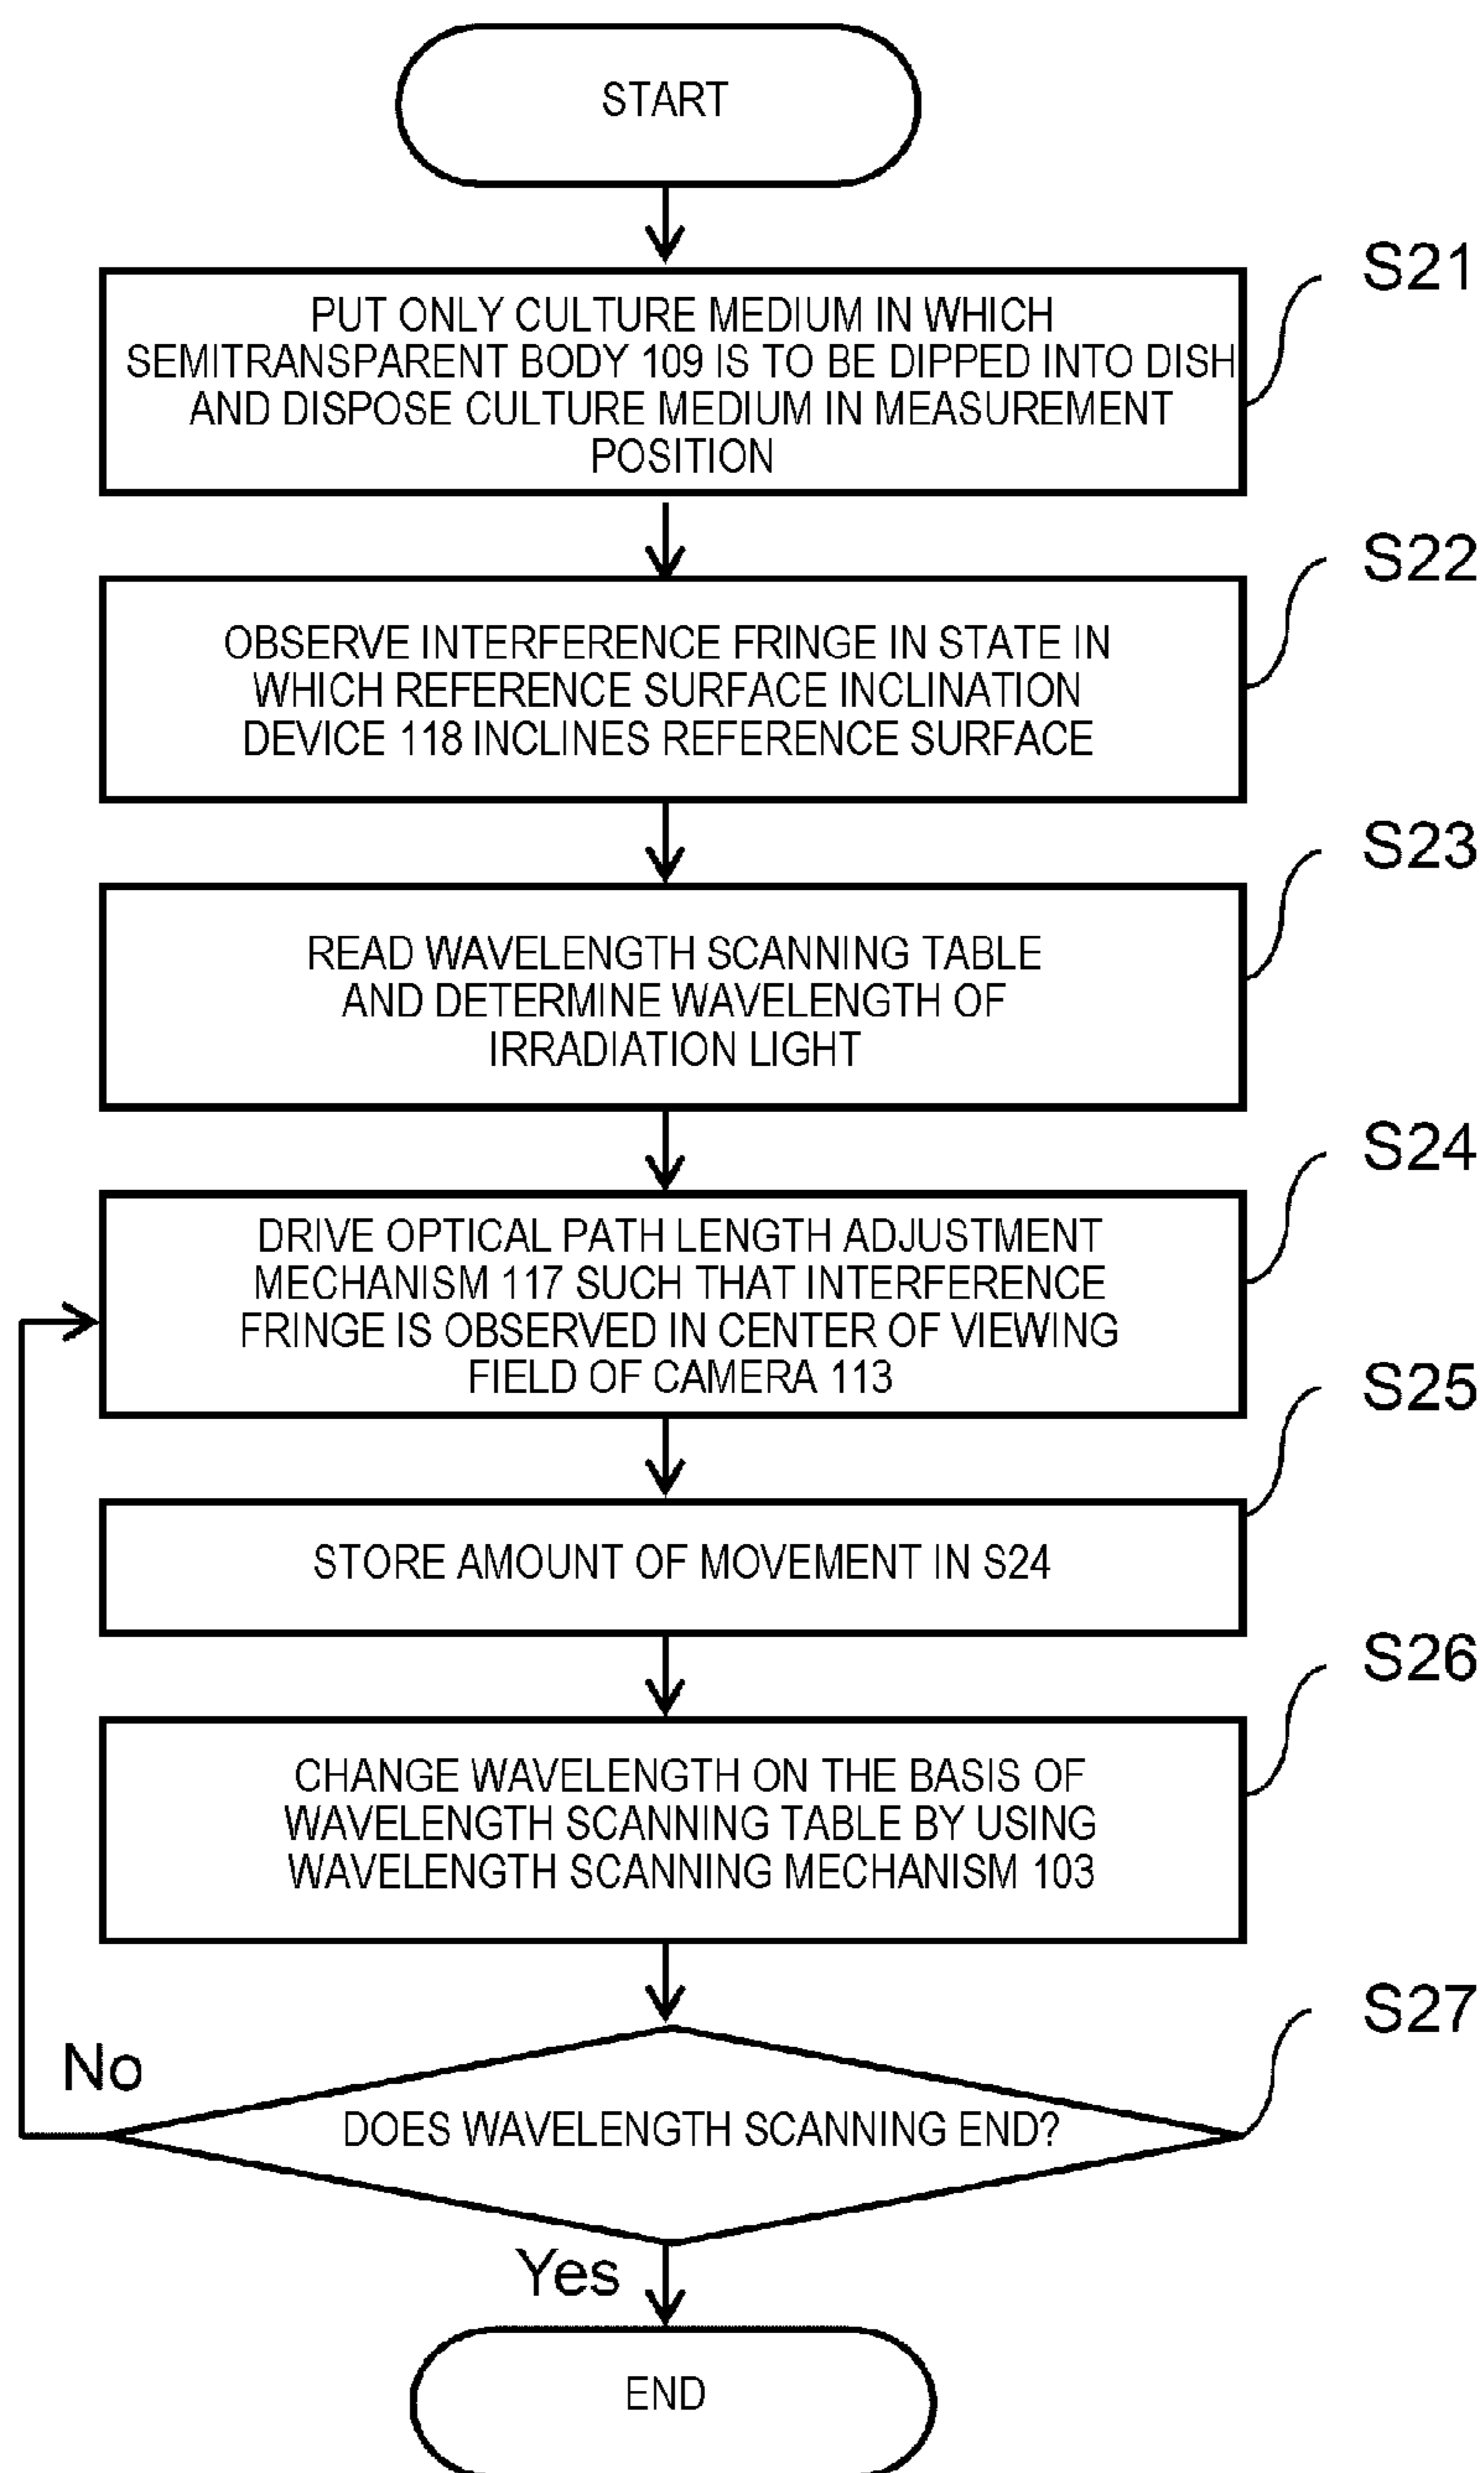 START
S21
PUT ONLY CULTURE MEDIUM IN WHICH
SEMITRANSPARENT BODY 109 IS TO BE DIPPED INTO DISH
AND DISPOSE CULTURE MEDIUM IN MEASUREMENT
POSITION
S22
OBSERVE INTERFERENCE FRINGE IN STATE IN
WHICH REFERENCE SURFACE INCLINATION
DEVICE 118 INCLINES REFERENCE SURFACE
S23
READ WAVELENGTH SCANNING TABLE
AND DETERMINE WAVELENGTH OF
IRRADIATION LIGHT
S24
DRIVE OPTICAL PATH LENGTH ADJUSTMENT
MECHANISM 117 SUCH THAT INTERFERENCE
FRINGE IS OBSERVED IN CENTER OF VIEWING
FIELD OF CAMERA 113
S25
STORE AMOUNT OF MOVEMENT IN S24
S26
CHANGE WAVELENGTH ON THE BASIS OF
WAVELENGTH SCANNING TABLE BY USING
WAVELENGTH SCANNING MECHANISM 103
S27
No
DOES WAVELENGTH SCANNING END?
Yes
END